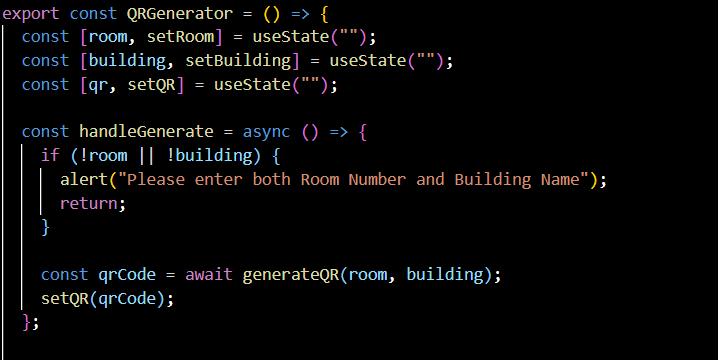 export const QRGenerator = () => {
  const [room, setRoom] = useState("");
  const [building, setBuilding] = useState("");
  const [qr, setQR] = useState("");

  const handleGenerate = async () => {
    if (!room || !building) {
      alert("Please enter both Room Number and Building Name");
      return;
    }

    const qrCode = await generateQR(room, building);
    setQR(qrCode);
  };